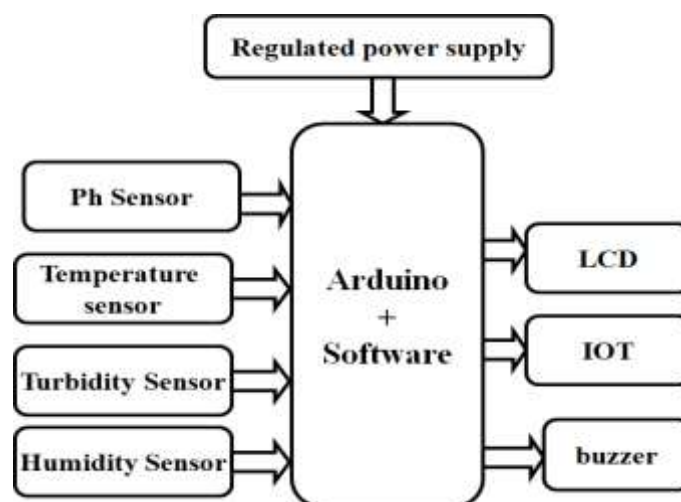 Regulated power supply
Ph Sensor
Temperature
sensor
Turbidity Sensor
Humidity Sensor
Arduino
+
Software
LCD
IOT
buzzer